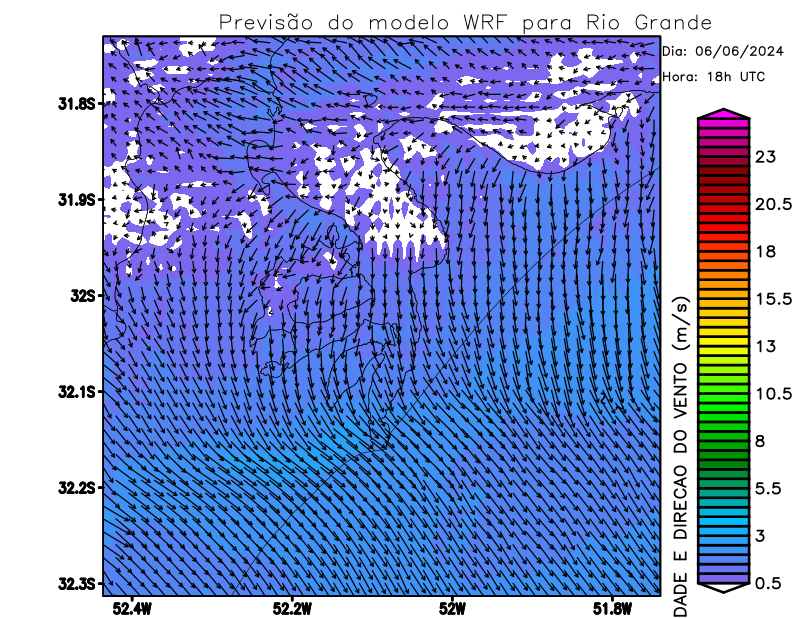 Previsão do modelo WRF para Rio Grande
Dia: 06/06/2024
Hora: 18h UTC
31.8S
31.9S
32S
32.1S
32.2S
32.3S
52.4W
52.2W
52W
51.8W
23
20.5
18
15.5
13
10.5
8
5.5
3
0.5
DADE E DIRECAO DO VENTO (m/s)